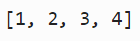 [1, 2, 3, 4]